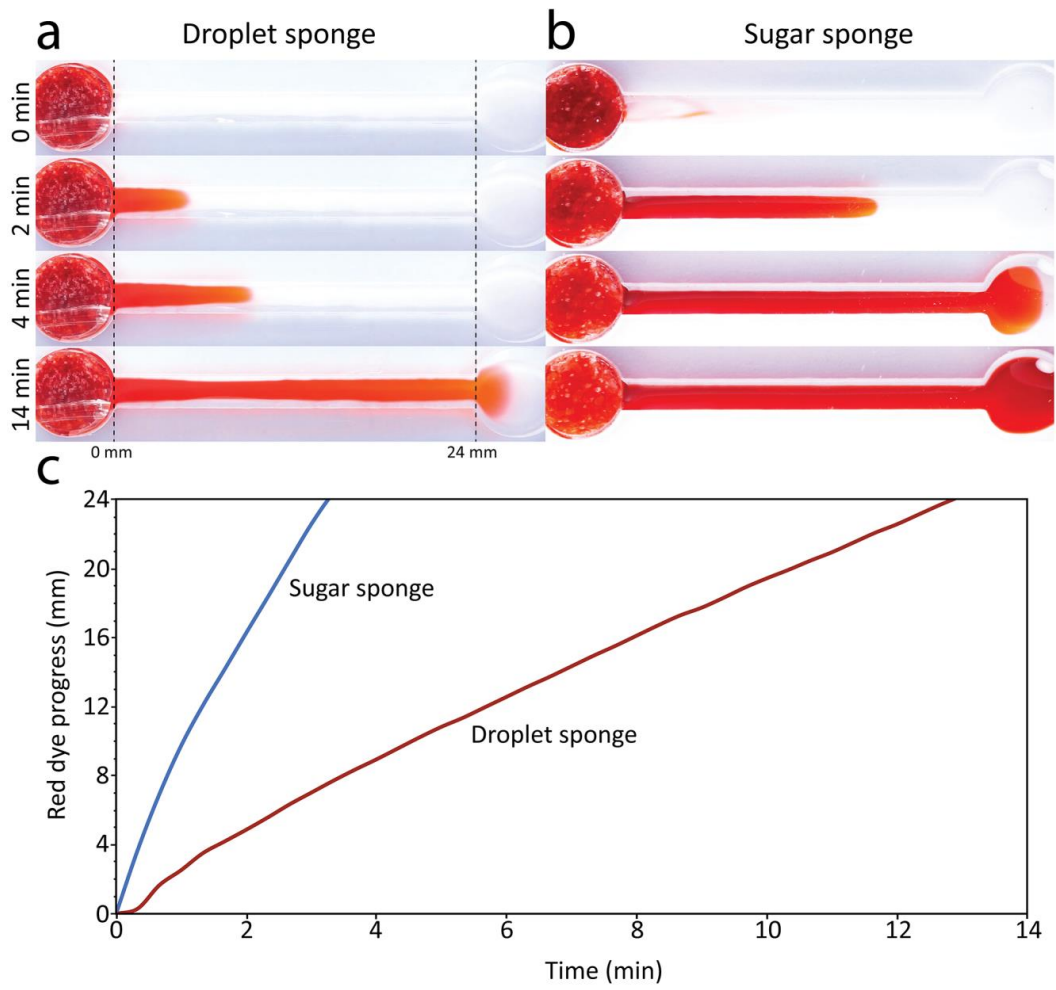 a
Droplet sponge
b
Sugar sponge
0 min
2 min
4 min
14 min
0 mm
24 mm
c
24
20
16
12
8
4
0
Red dye progress (mm)
Sugar sponge
Droplet sponge
0
2
4
6
8
10
12
14
Time (min)